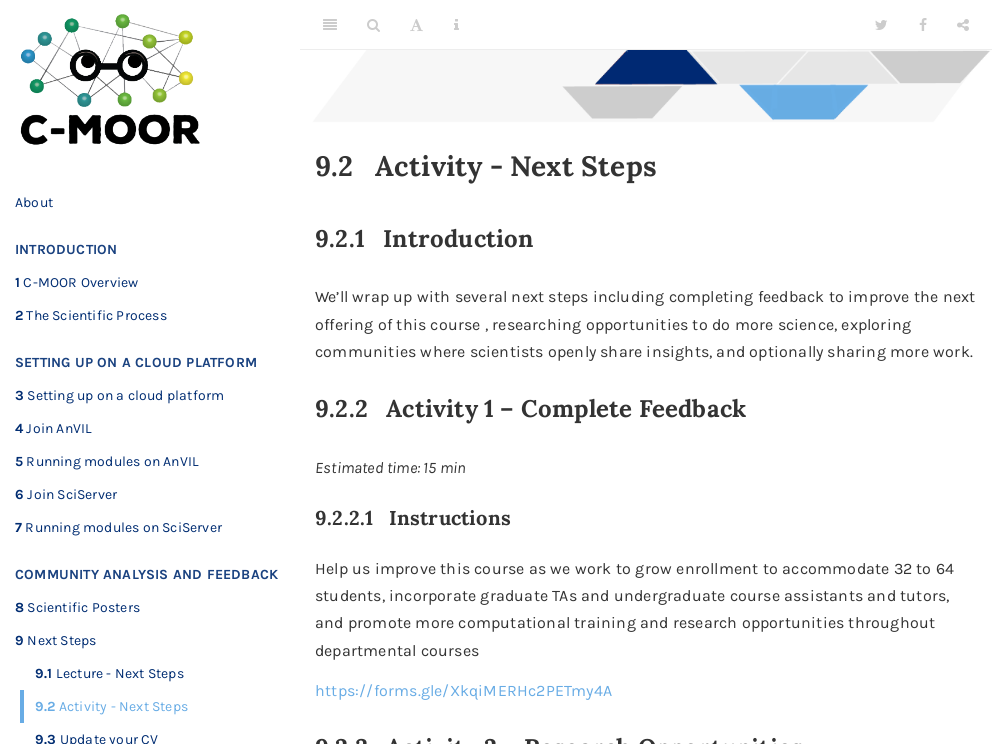 C-MOOR
About
INTRODUCTION
1 C-MOOR Overview
2 The Scientific Process
SETTING UP ON A CLOUD PLATFORM
3 Setting up on a cloud platform
4 Join AnVIL
5 Running modules on AnVIL
6 Join SciServer
7 Running modules on SciServer
COMMUNITY ANALYSIS AND FEEDBACK
8 Scientific Posters
9 Next Steps
9.1 Lecture - Next Steps
9.2 Activity - Next Steps
9.3 Update your CV
9.2 Activity - Next Steps
9.2.1 Introduction
We’ll wrap up with several next steps including completing feedback to improve the next
offering of this course , researching opportunities to do more science, exploring
communities where scientists openly share insights, and optionally sharing more work.
9.2.2 Activity 1 – Complete Feedback
Estimated time: 15 min
9.2.2.1 Instructions
Help us improve this course as we work to grow enrollment to accommodate 32 to 64
students, incorporate graduate TAs and undergraduate course assistants and tutors,
and promote more computational training and research opportunities throughout
departmental courses
https://forms.gle/XkqiMERHc2PETmy4A
9.2.3 Activity 2 – Research Opportunities